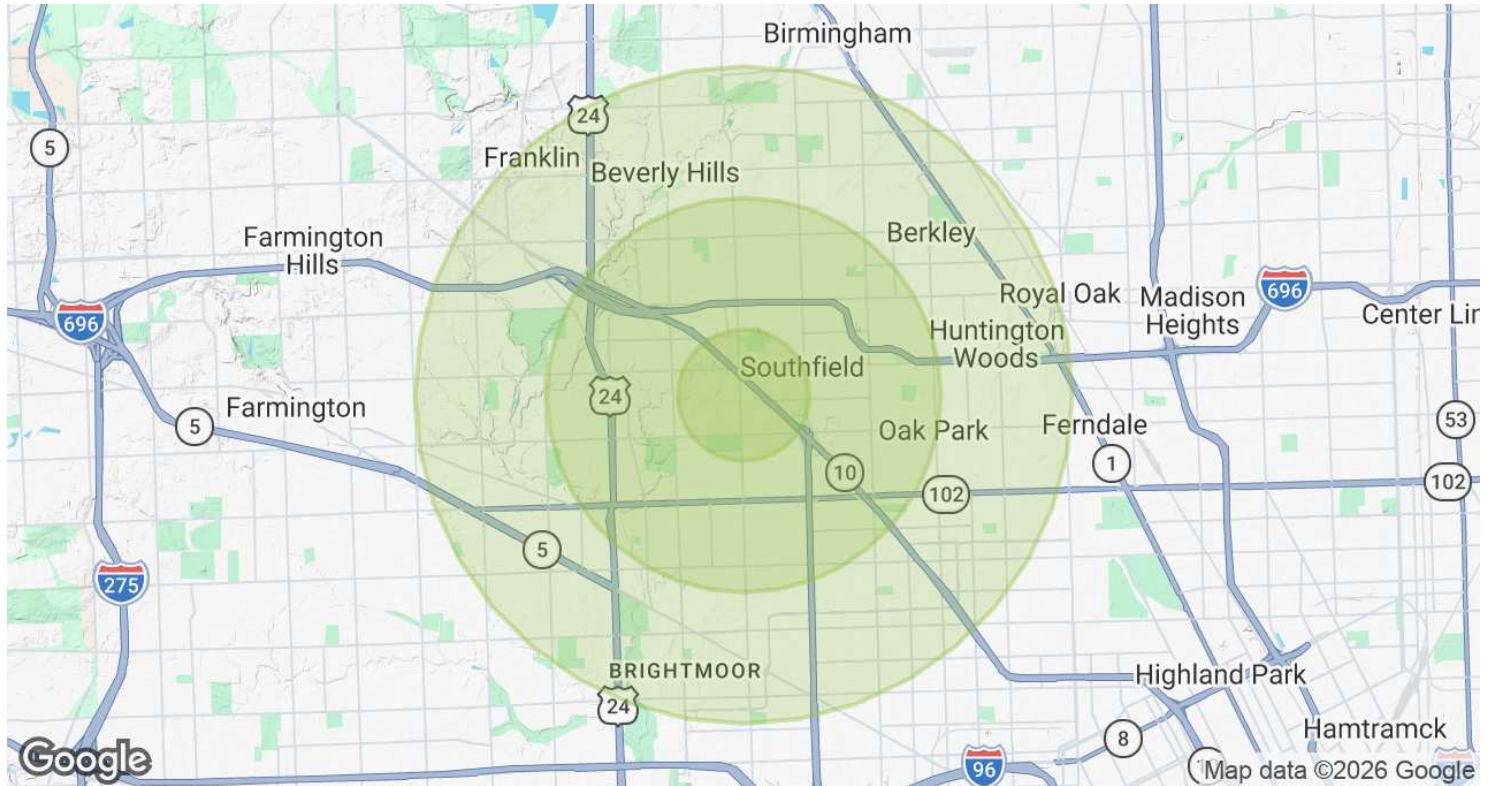 Birmingham
24
5
Franklin
Beverly Hills
Farmington
Hills
Berkley
696
Royal Oak
Madison
Heights
696
Center Lin
Huntington
Woods
Southfield
24
Farmington
5
Oak Park
Ferndale
53
1
10
102
102
5
275
BRIGHTMOOR
24
Highland Park
Hamtramck
8
96
10
Google
Map data ©2026 Google